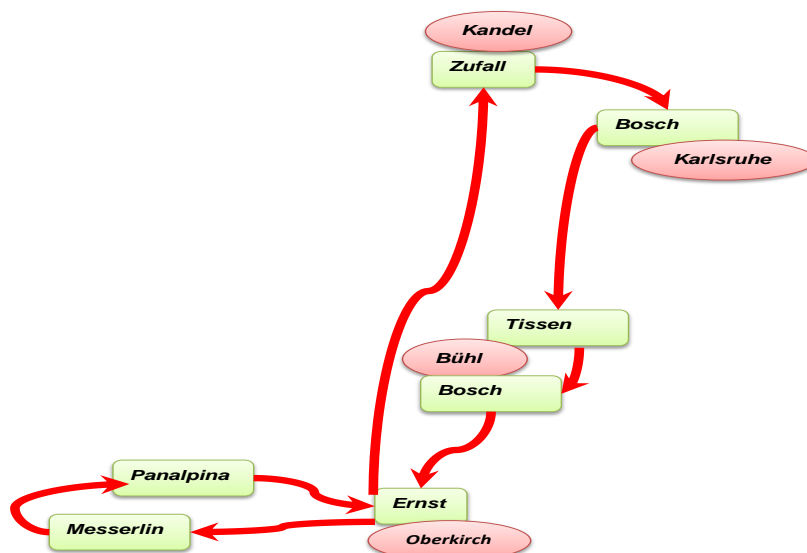 Kandel
Zufall
Bosch
Karlsruhe
Tissen
Bühl
Bosch
Panalpina
Ernst
Messerlin
Oberkirch